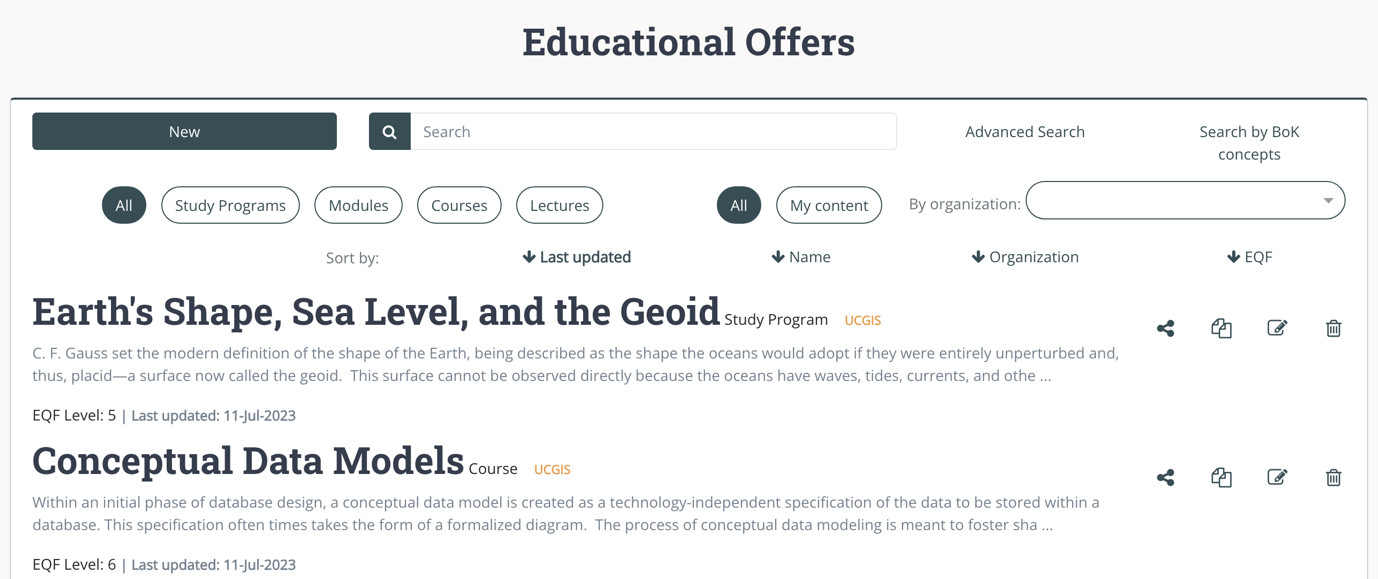 Educational Offers
New
Search
Advanced Search
Search by BoK
concepts
All
Study Programs
Modules
Courses
Lectures
All
My content
By organization:
Sort by:
Last updated
Name
Organization
EQF
Earth's Shape, Sea Level, and the Geoid Study Program UCGIS
C. F. Gauss set the modern definition of the shape of the Earth, being described as the shape the oceans would adopt if they were entirely unperturbed and,
thus, placid—a surface now called the geoid.  This surface cannot be observed directly because the oceans have waves, tides, currents, and othe ...
EQF Level: 5 | Last updated: 11-Jul-2023
Conceptual Data Models Course UCGIS
Within an initial phase of database design, a conceptual data model is created as a technology-independent specification of the data to be stored within a
database. This specification often times takes the form of a formalized diagram.  The process of conceptual data modeling is meant to foster sha ...
EQF Level: 6 | Last updated: 11-Jul-2023